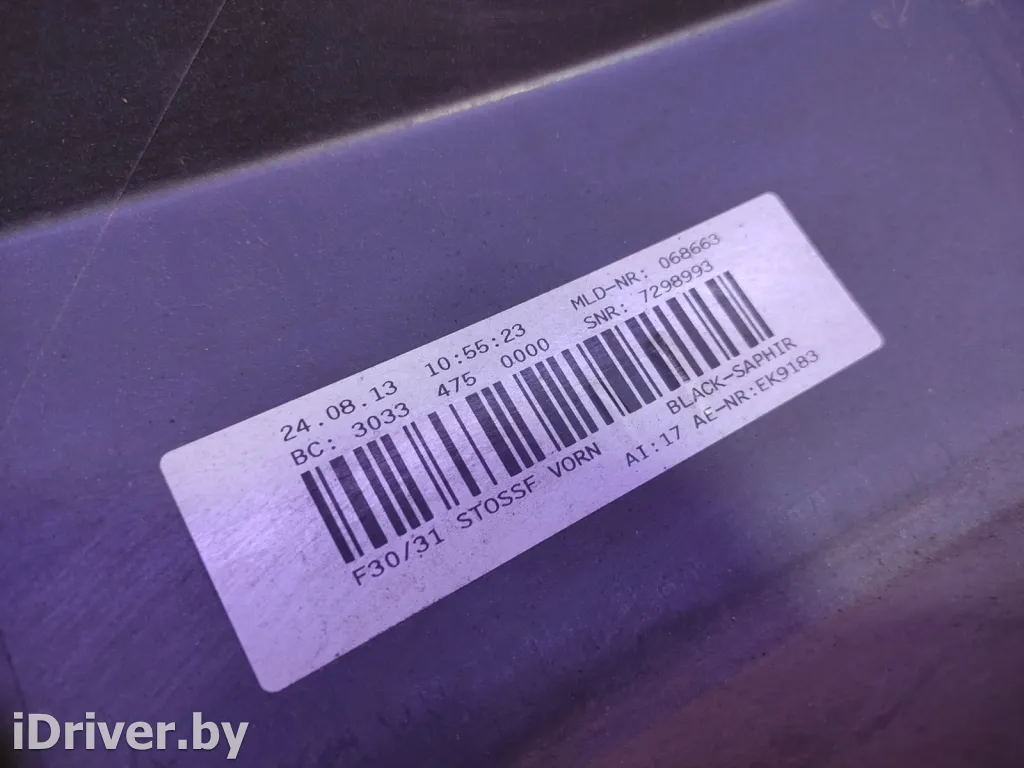 24.08.13 10:55:23 MLD-NR: 068663
BC: 3033 475 0000 SNR: 7298993
F30/31 STOSSF VORN BLACK-SAPHIR
AI:17 AE-NR:EK9183
iDriver.by